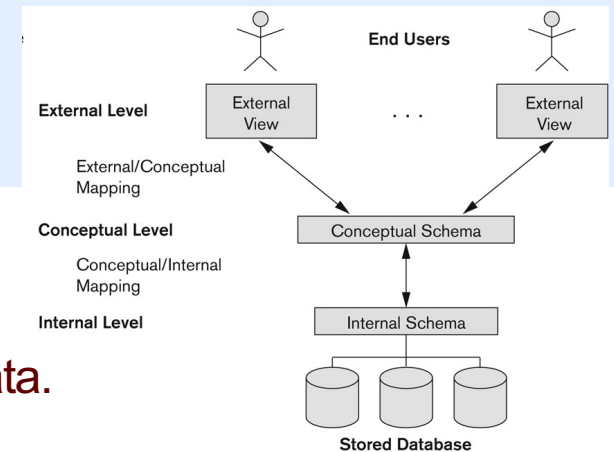 End Users
External Level
External
View
. . .
External
View
External/Conceptual
Mapping
Conceptual Level
Conceptual Schema
Conceptual/Internal
Mapping
Internal Level
Internal Schema
ata.
Stored Database